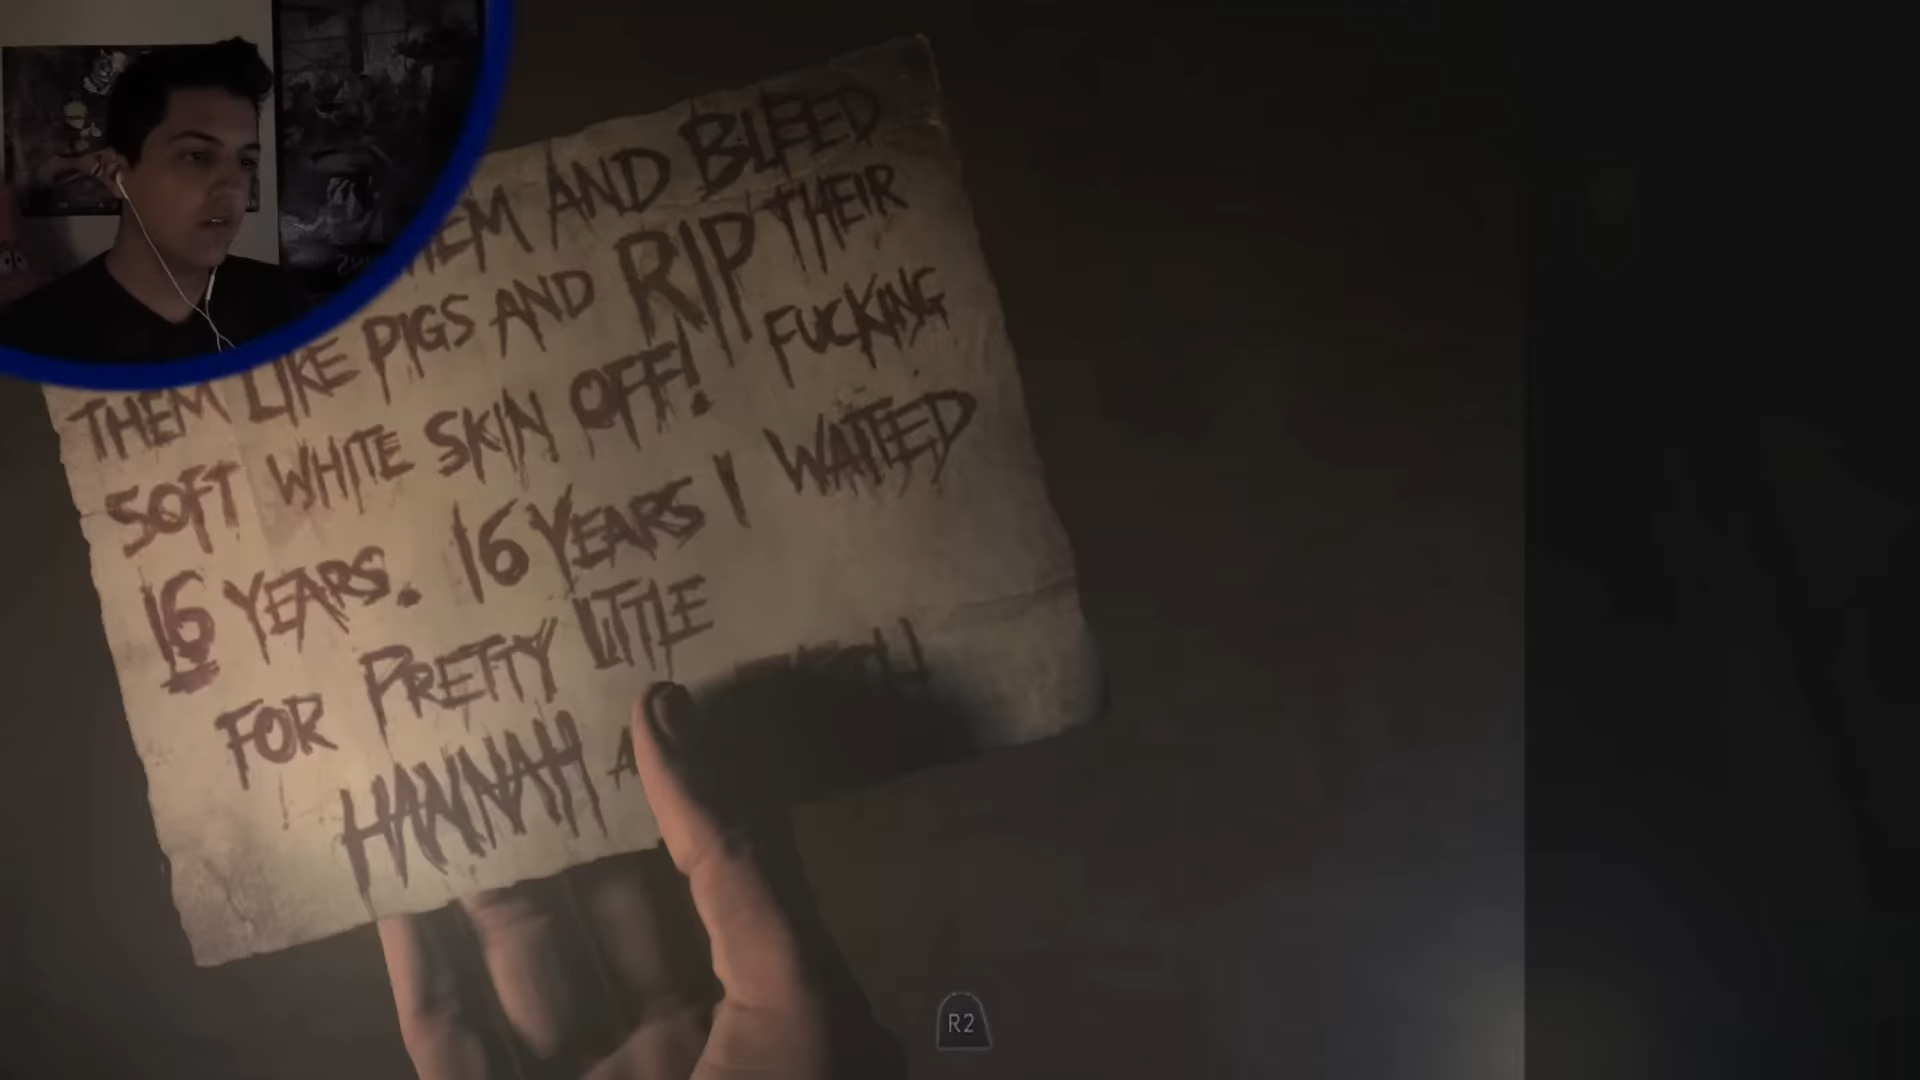 AND BLEED
THEM LIKE PIGS AND RIP THEIR
SOFT WHITE SKIN OFF! FUCKING
16 YEARS. 16 YEARS I WAITED
FOR PRETTY LITTLE
HANNAH
R2